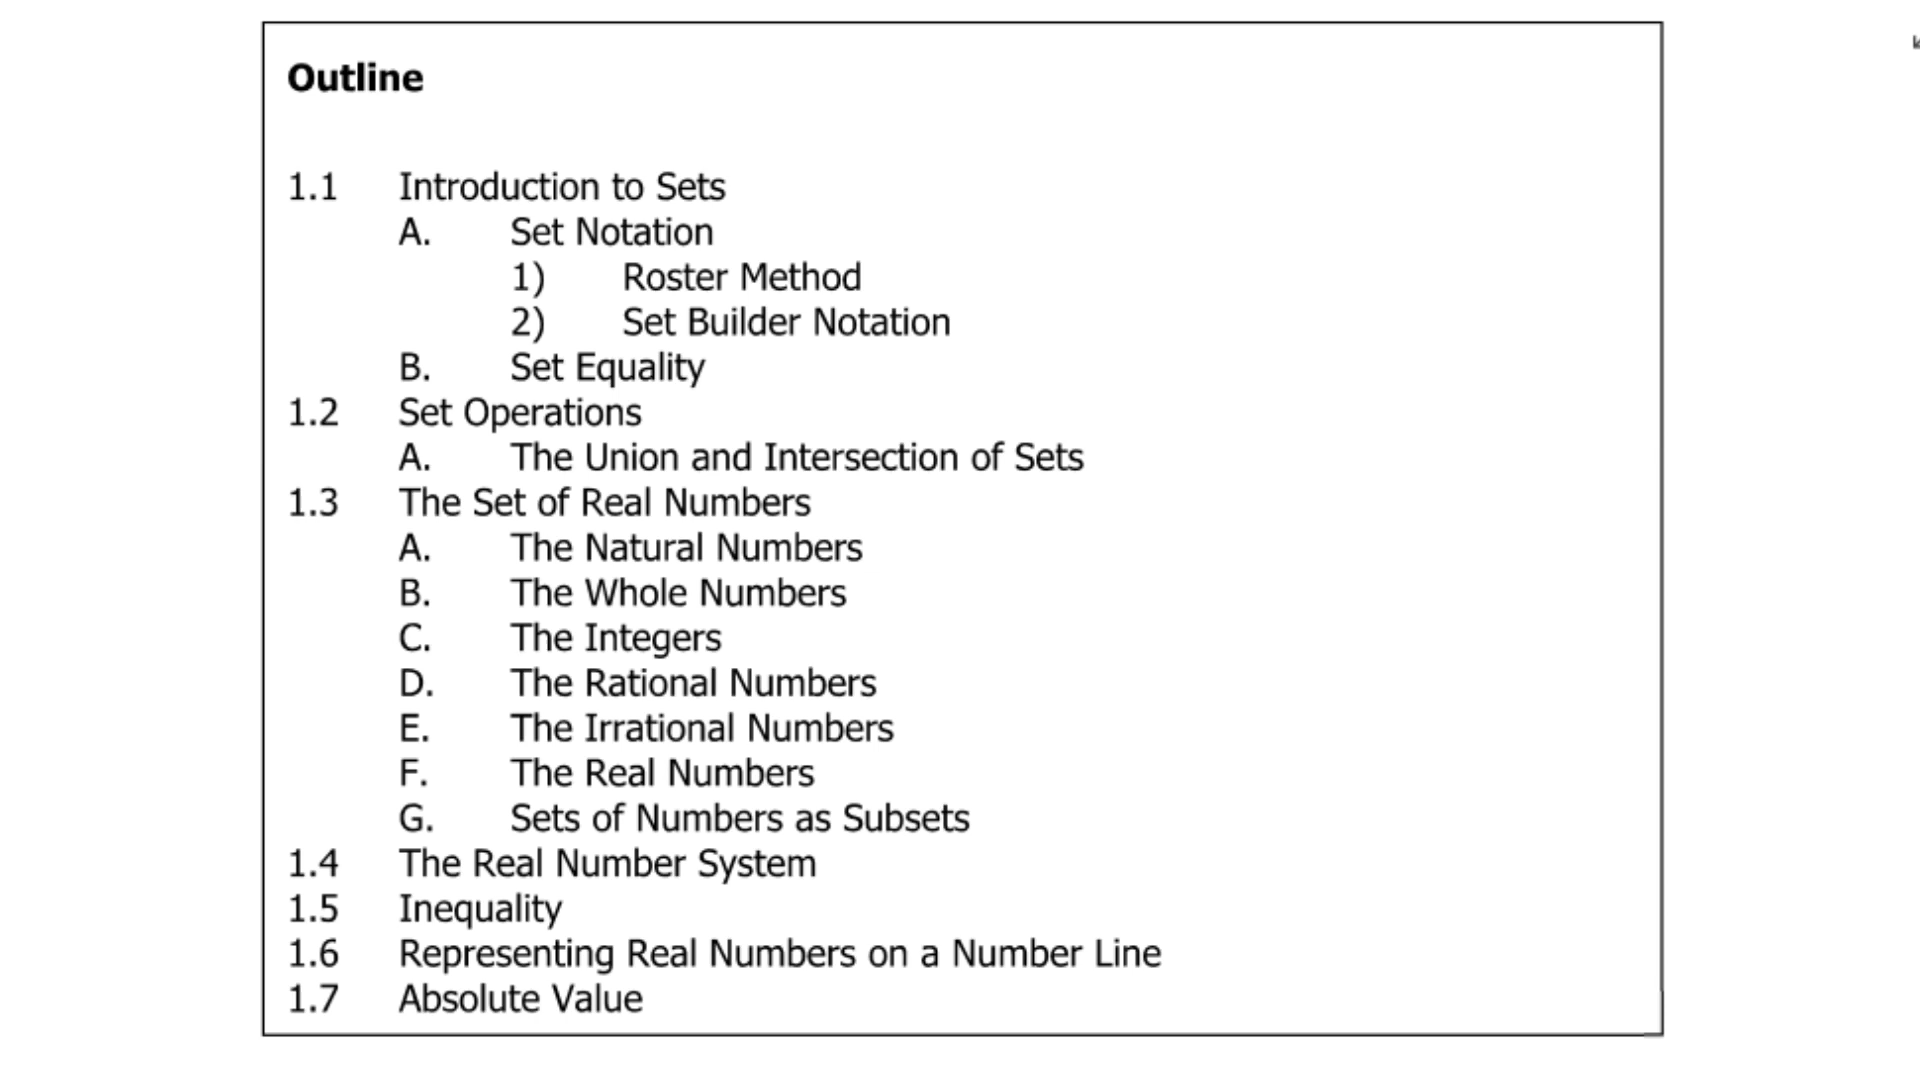 Outline
1.1 Introduction to Sets
A. Set Notation
1) Roster Method
2) Set Builder Notation
B. Set Equality
1.2 Set Operations
A. The Union and Intersection of Sets
1.3 The Set of Real Numbers
A. The Natural Numbers
B. The Whole Numbers
C. The Integers
D. The Rational Numbers
E. The Irrational Numbers
F. The Real Numbers
G. Sets of Numbers as Subsets
1.4 The Real Number System
1.5 Inequality
1.6 Representing Real Numbers on a Number Line
1.7 Absolute Value